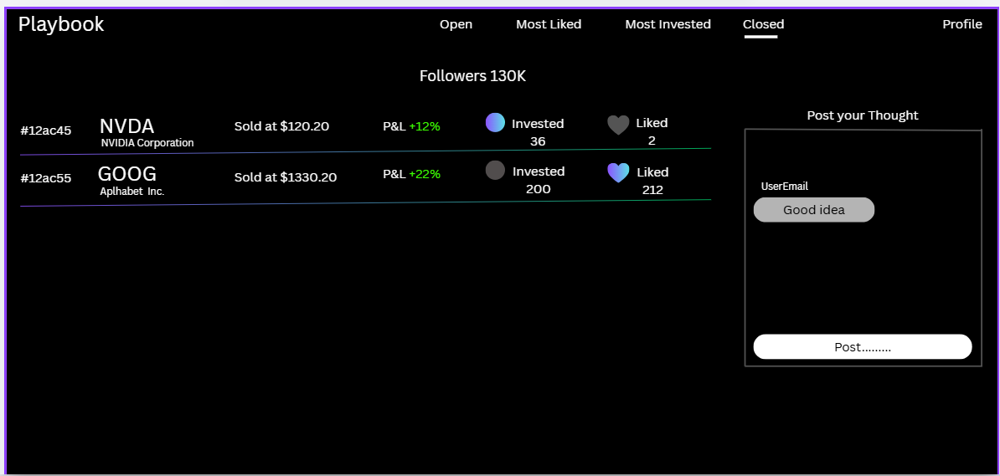 Playbook Open Most Liked Most Invested Closed Profile
Followers 130K
Post your Thought
#12ac45 NVDA Sold at $120.20 P&L +12% Invested Liked
NVIDIA Corporation 36 2
#12ac55 GOOG Sold at $1330.20 P&L +22% Invested Liked
Aplhabet Inc. 200 212
UserEmail
Good idea
Post.........